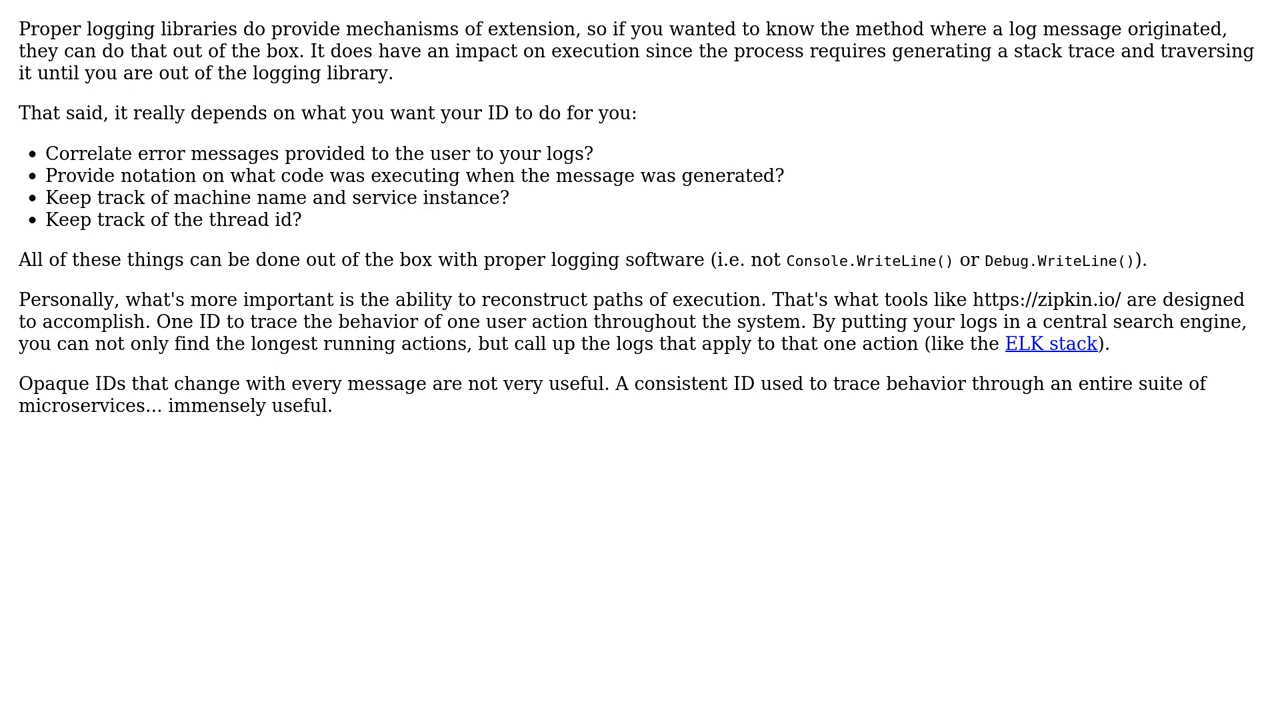 Proper logging libraries do provide mechanisms of extension, so if you wanted to know the method where a log message originated,
they can do that out of the box. It does have an impact on execution since the process requires generating a stack trace and traversing
it until you are out of the logging library.
That said, it really depends on what you want your ID to do for you:
• Correlate error messages provided to the user to your logs?
• Provide notation on what code was executing when the message was generated?
• Keep track of machine name and service instance?
• Keep track of the thread id?
All of these things can be done out of the box with proper logging software (i.e. not Console.WriteLine() or Debug.WriteLine()).
Personally, what's more important is the ability to reconstruct paths of execution. That's what tools like https://zipkin.io/ are designed
to accomplish. One ID to trace the behavior of one user action throughout the system. By putting your logs in a central search engine,
you can not only find the longest running actions, but call up the logs that apply to that one action (like the ELK stack).
Opaque IDs that change with every message are not very useful. A consistent ID used to trace behavior through an entire suite of
microservices... immensely useful.